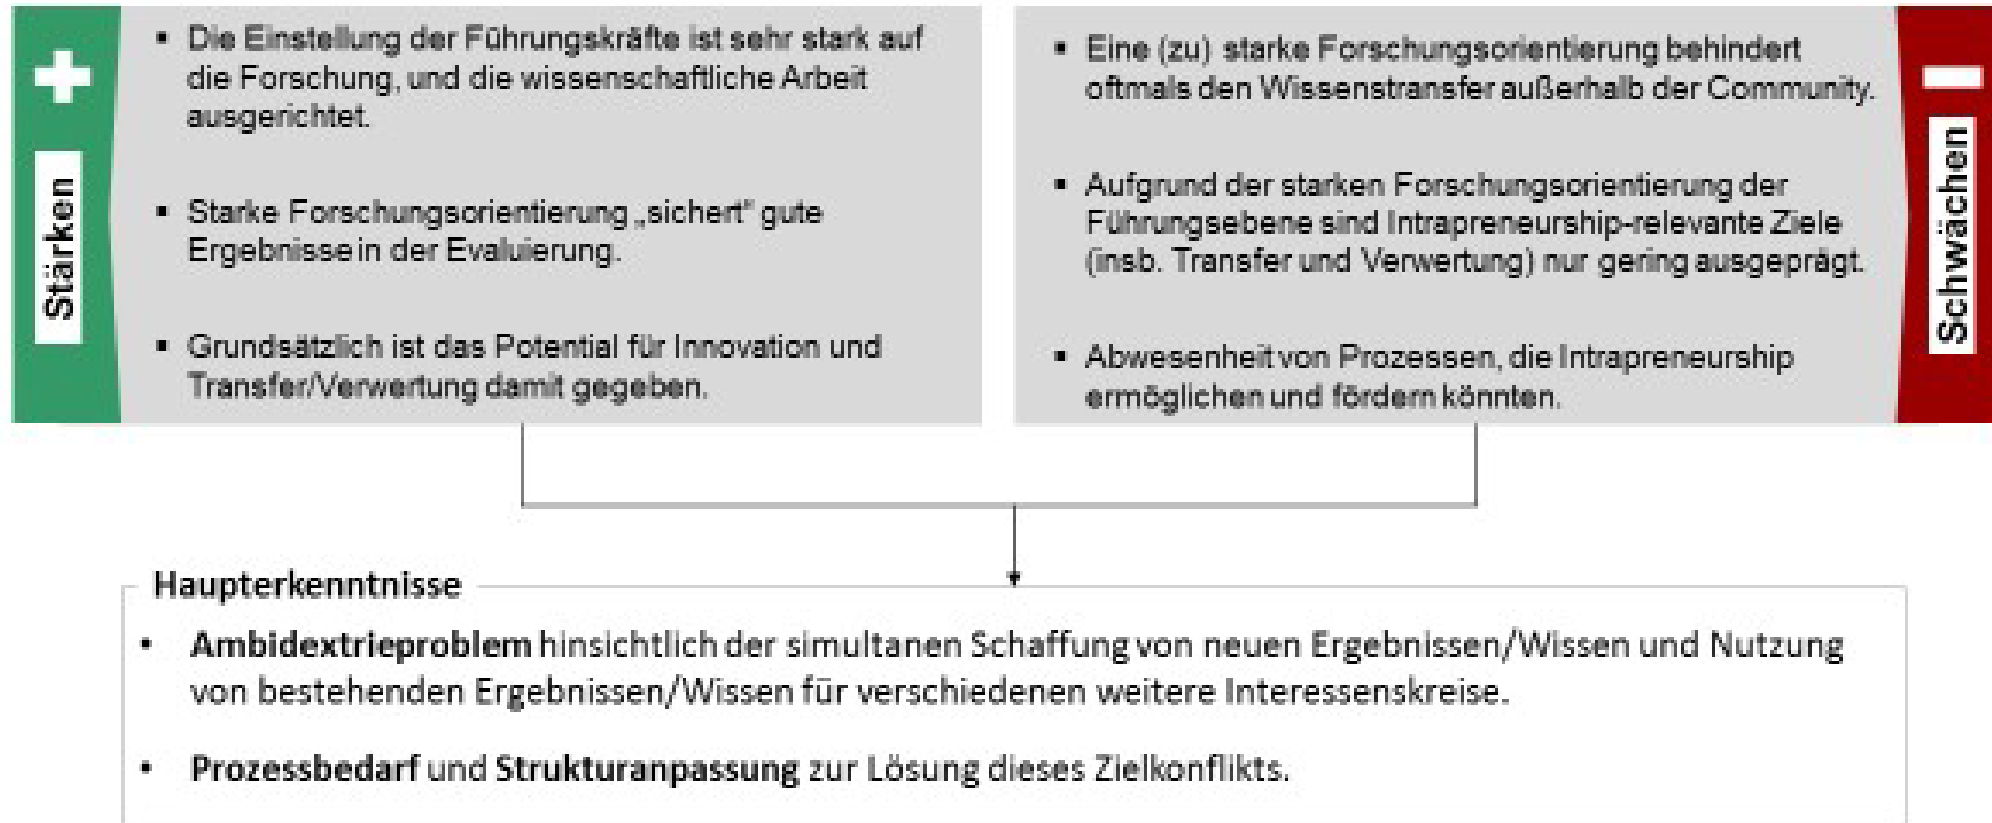 Stärken
▪ Die Einstellung der Führungskräfte ist sehr stark auf
die Forschung, und die wissenschaftliche Arbeit
ausgerichtet.
▪ Starke Forschungsorientierung „sichert“ gute
Ergebnisse in der Evaluierung.
▪ Grundsätzlich ist das Potential für Innovation und
Transfer/Verwertung damit gegeben.
▪ Eine (zu) starke Forschungsorientierung behindert
oftmals den Wissenstransfer außerhalb der Community.
▪ Aufgrund der starken Forschungsorientierung der
Führungsebene sind Intrapreneurship-relevante Ziele
(insb. Transfer und Verwertung) nur gering ausgeprägt.
▪ Abwesenheit von Prozessen, die Intrapreneurship
ermöglichen und fördern könnten.
Schwächen
Haupterkenntnisse
• Ambidextrieproblem hinsichtlich der simultanen Schaffung von neuen Ergebnissen/Wissen und Nutzung
von bestehenden Ergebnissen/Wissen für verschiedenen weitere Interessenskreise.
• Prozessbedarf und Strukturanpassung zur Lösung dieses Zielkonflikts.